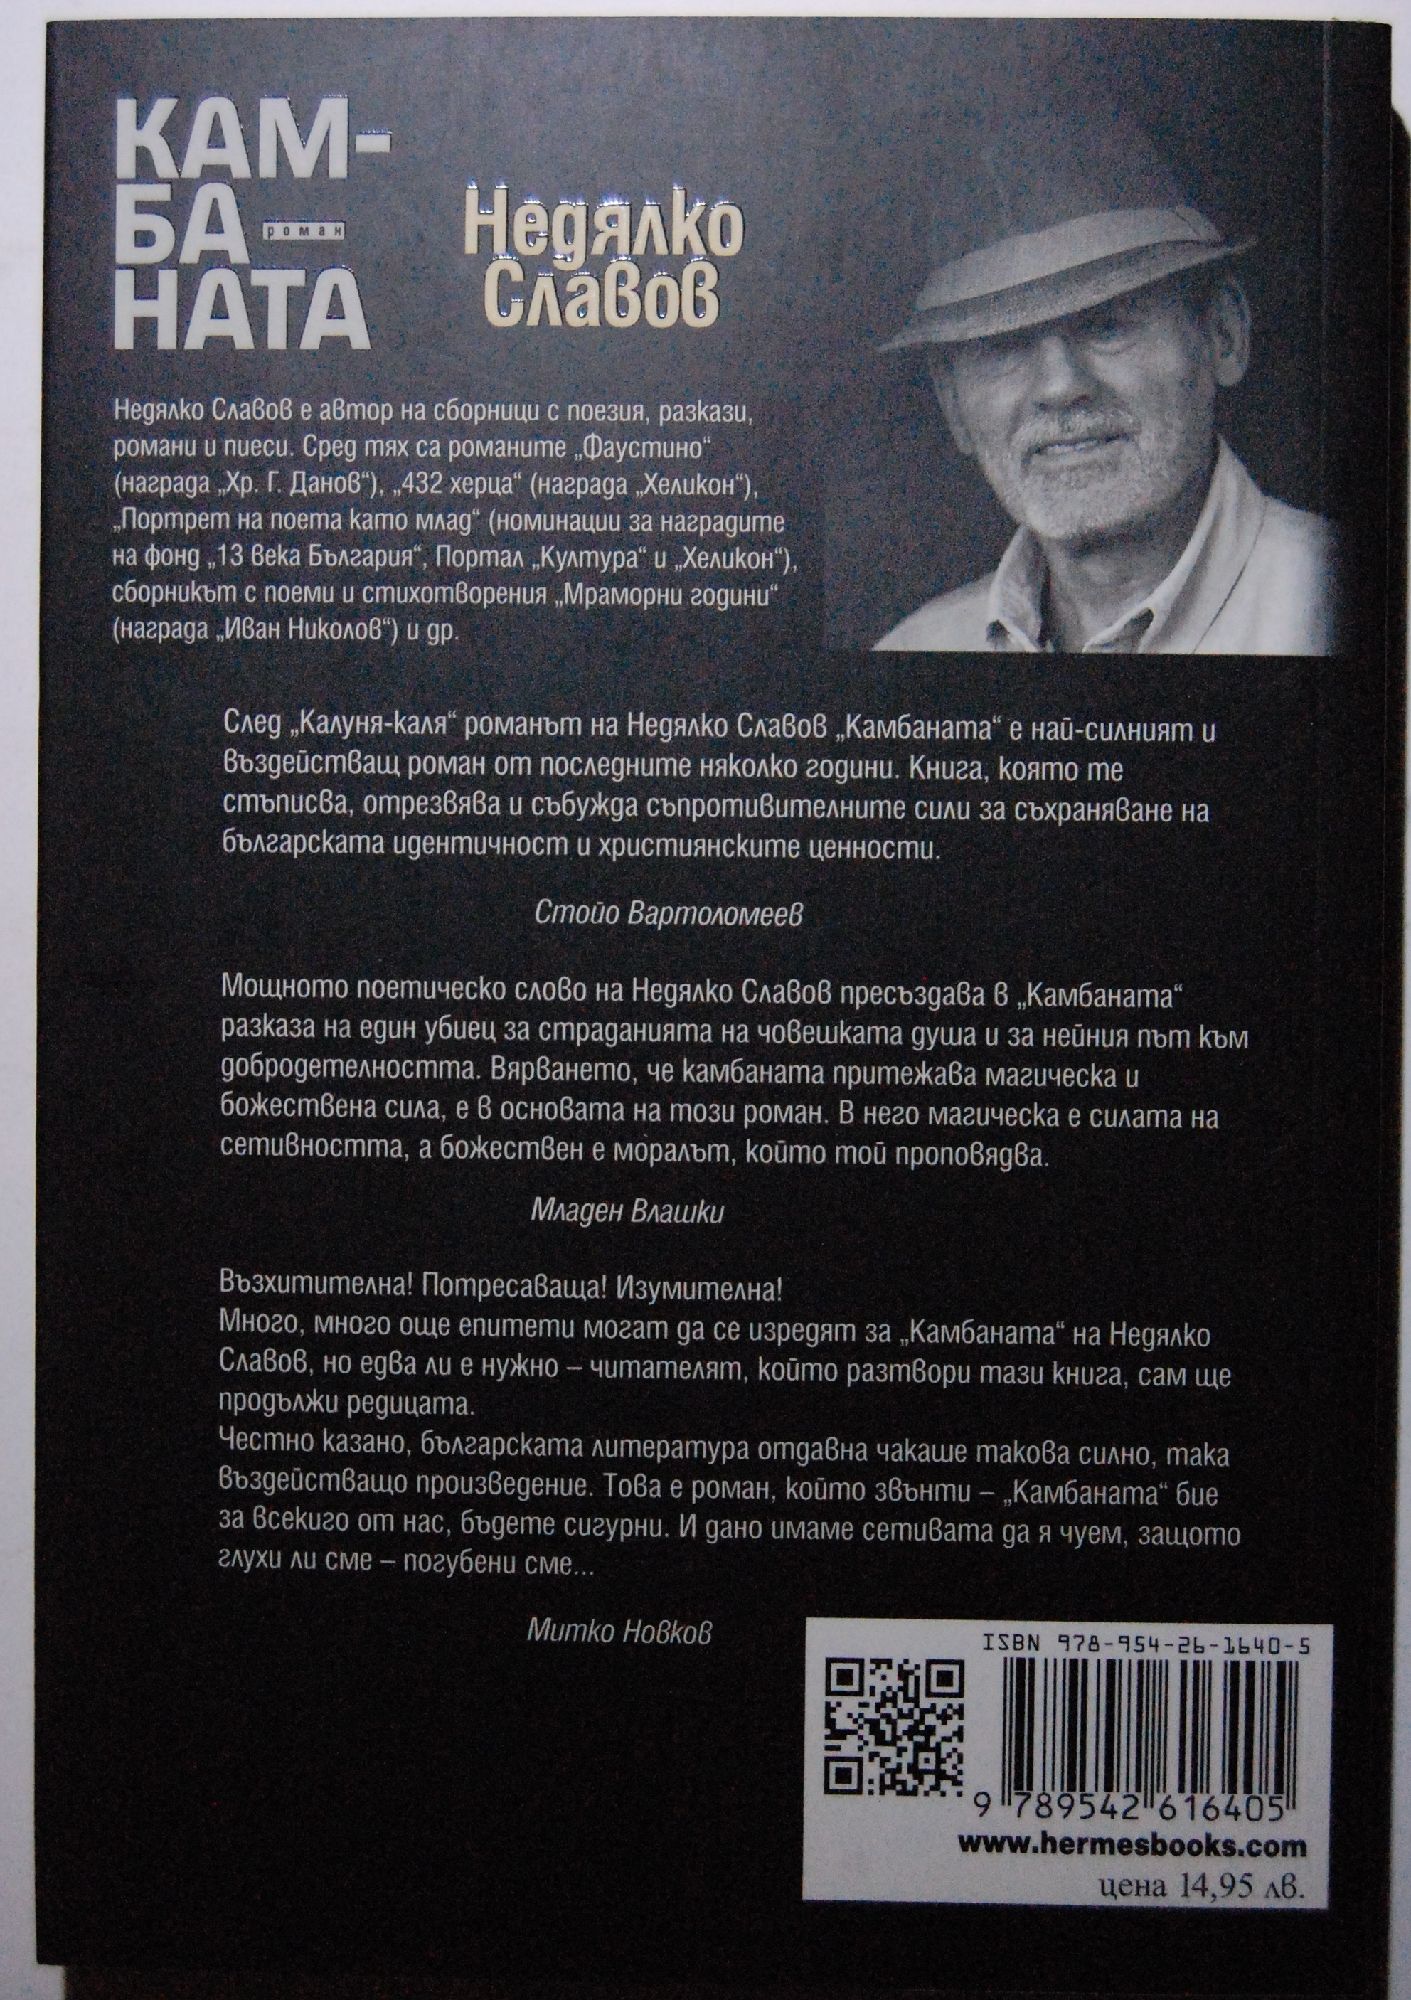 КАМ-
БА
роман
НАТА
Недялко
Славов
Недялко Славов е автор на сборници с поезия, разкази,
романи и пиеси. Сред тях са романите „Фаустино“
(награда „Хр. Г. Данов“), „432 херца“ (награда „Хеликон“),
„Портрет на поета като млад“ (номинации за наградите
на фонд „13 века България“, Портал „Култура“ и „Хеликон“),
сборникът с поеми и стихотворения „Мраморни години“
(награда „Иван Николов“) и др.
След „Калуня-каля“ романът на Недялко Славов „Камбаната“ е най-силният и
въздействащ роман от последните няколко години. Книга, която те
стъписва, отрезвява и събужда съпротивителните сили за съхраняване на
българската идентичност и християнските ценности.
Стойо Вартоломеев
Мощното поетическо слово на Недялко Славов пресъздава в „Камбаната“
разказа на един убиец за страданията на човешката душа и за нейния път към
добродетелността. Вярването, че камбаната притежава магическа и
божествена сила, е в основата на този роман. В него магическа е силата на
сетивността, а божествен е моралът, който той проповядва.
Младен Влашки
Възхитителна! Потресаваща! Изумителна!
Много, много още епитети могат да се изредят за „Камбаната“ на Недялко
Славов, но едва ли е нужно – читателят, който разтвори тази книга, сам ще
продължи редицата.
Честно казано, българската литература отдавна чакаше такова силно, така
въздействащо произведение. Това е роман, който звънти – „Камбаната“ бие
за всекиго от нас, бъдете сигурни. И дано имаме сетивата да я чуем, защото
глухи ли сме – погубени сме...
Митко Новков
ISBN 978-954-26-1640-5
9 789542 616405
www.hermesbooks.com
цена 14,95 лв.